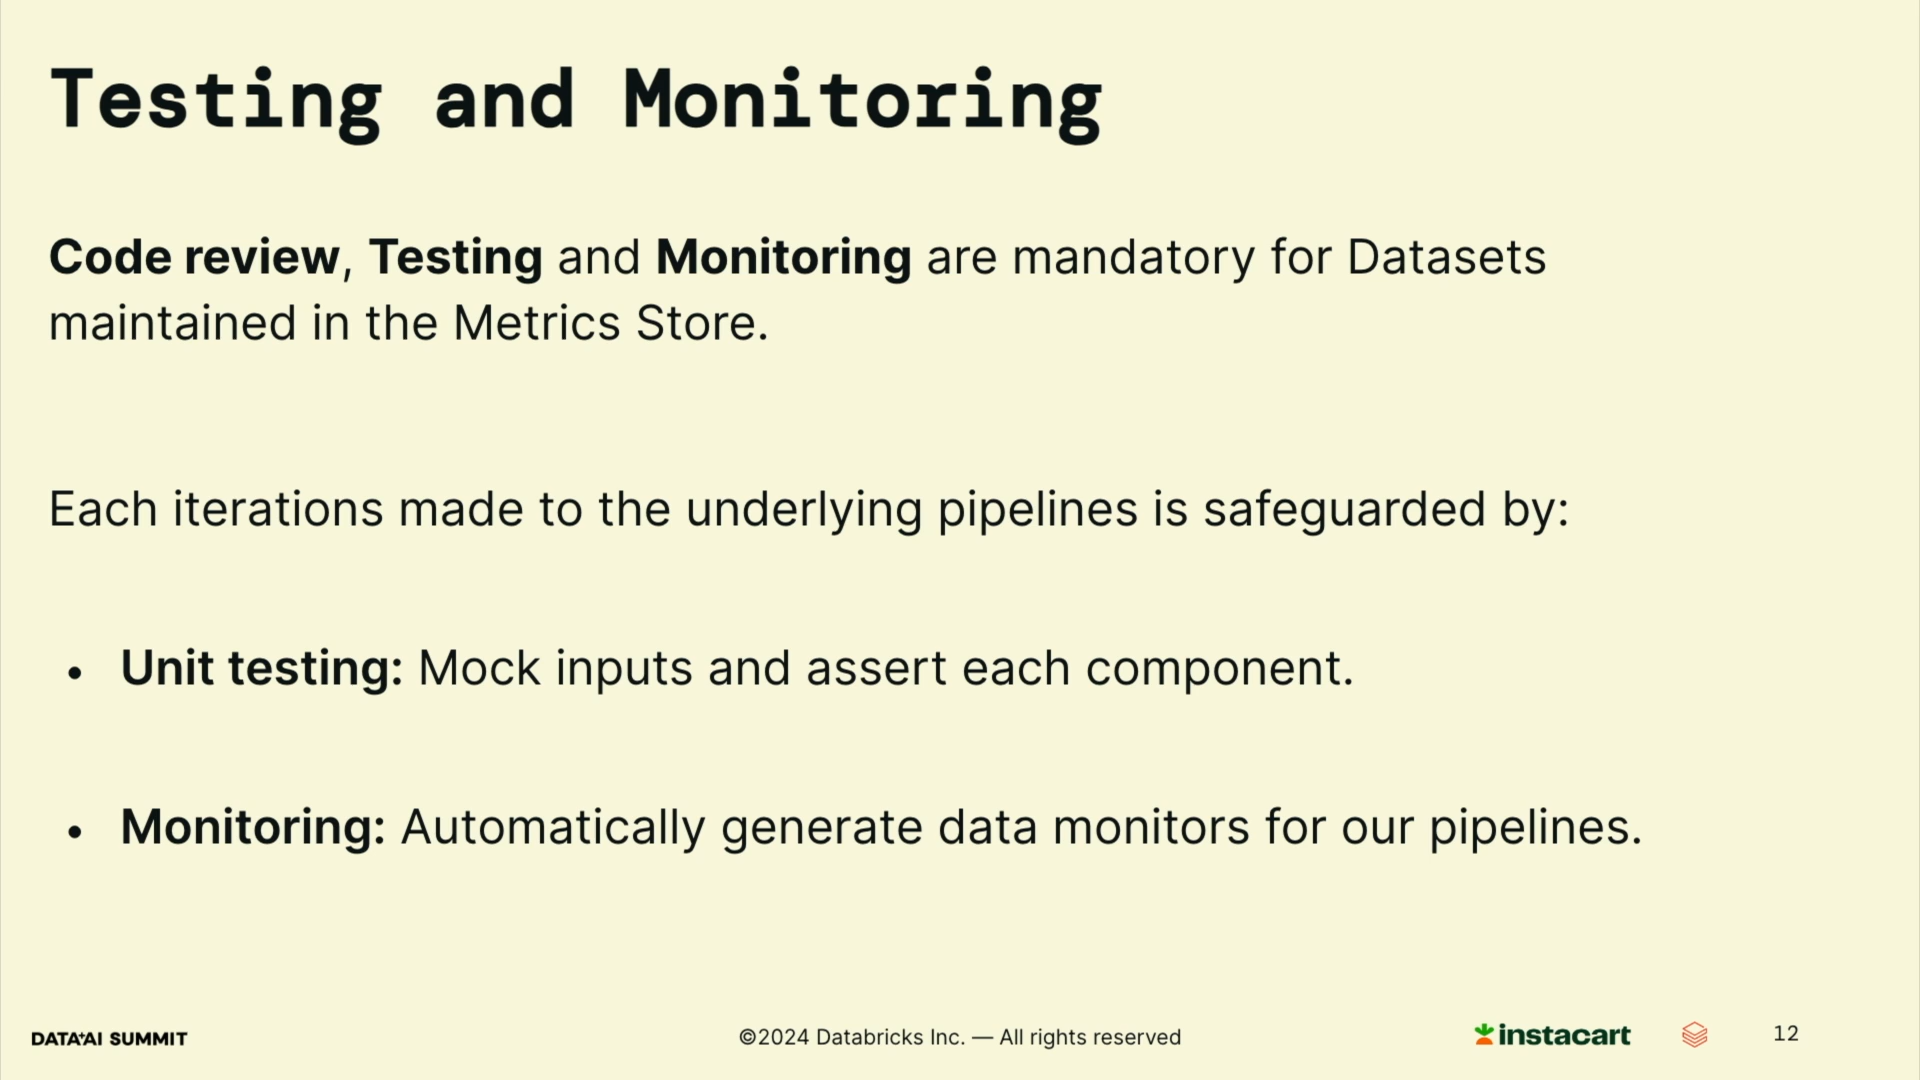 Testing and Monitoring
Code review, Testing and Monitoring are mandatory for Datasets
maintained in the Metrics Store.
Each iterations made to the underlying pipelines is safeguarded by:
• Unit testing: Mock inputs and assert each component.
• Monitoring: Automatically generate data monitors for our pipelines.
DATA+AI SUMMIT
©2024 Databricks Inc. — All rights reserved
instacart
12